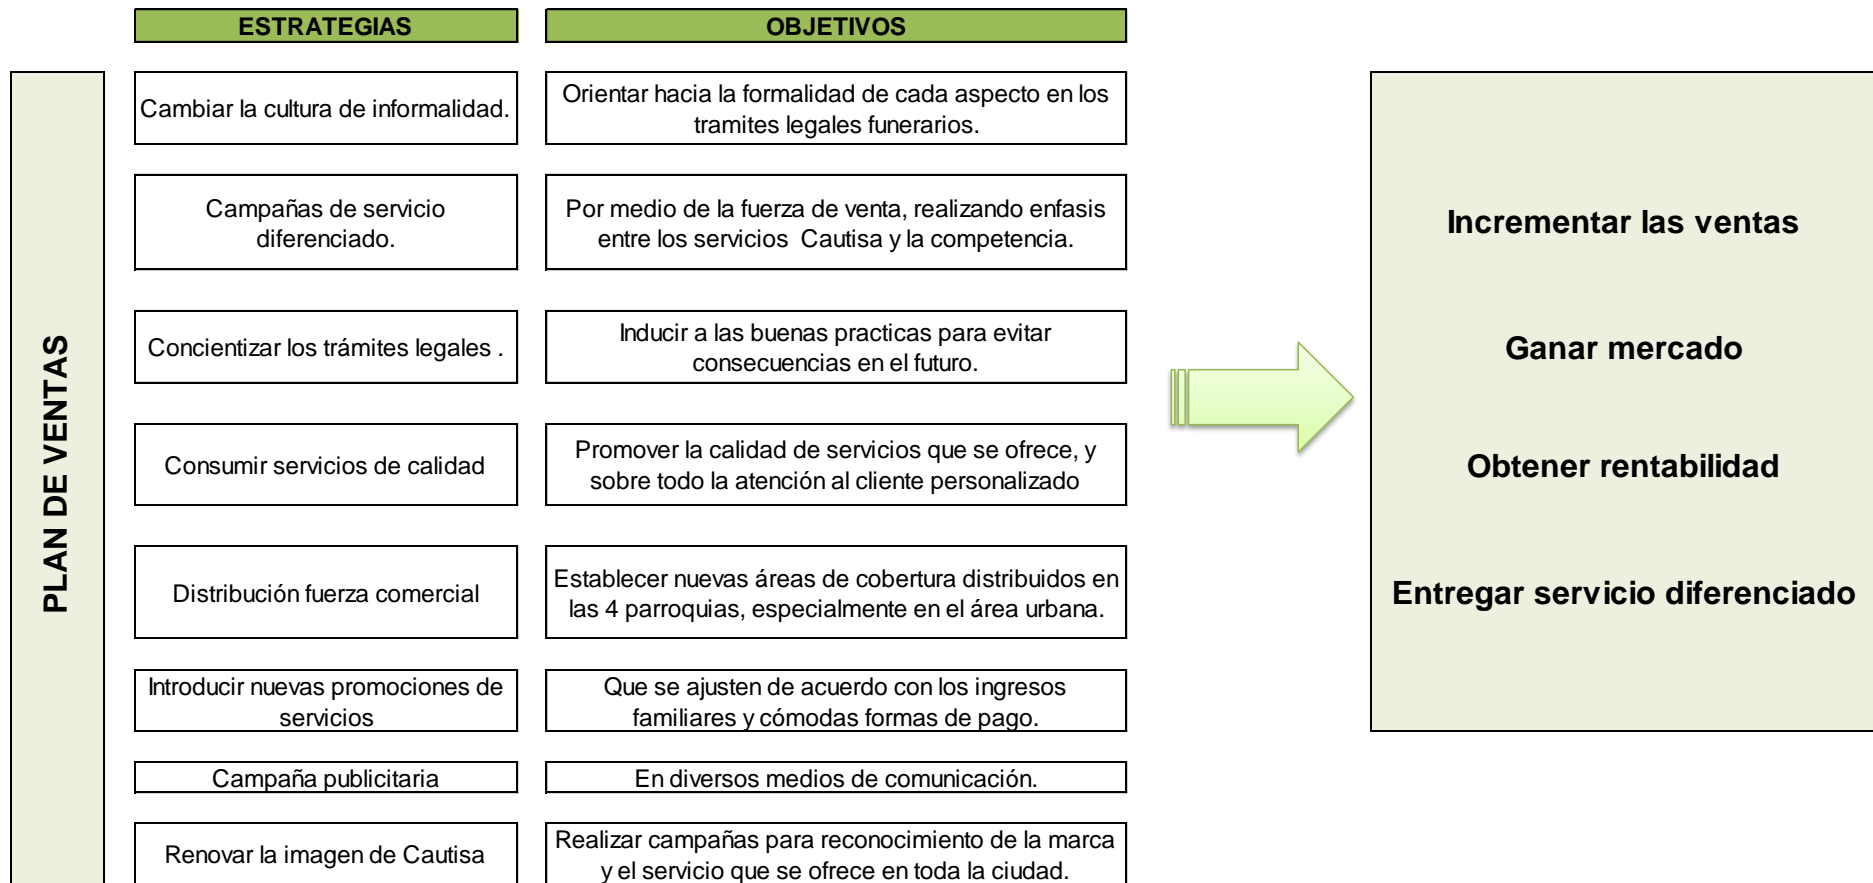 ESTRATEGIAS
OBJETIVOS
PLAN DE VENTAS
Cambiar la cultura de informalidad.
Orientar hacia la formalidad de cada aspecto en los
tramites legales funerarios.
Campañas de servicio
diferenciado.
Por medio de la fuerza de venta, realizando enfasis
entre los servicios Cautisa y la competencia.
Concientizar los trámites legales .
Inducir a las buenas practicas para evitar
consecuencias en el futuro.
Consumir servicios de calidad
Promover la calidad de servicios que se ofrece, y
sobre todo la atención al cliente personalizado
Distribución fuerza comercial
Establecer nuevas áreas de cobertura distribuidos en
las 4 parroquias, especialmente en el área urbana.
Introducir nuevas promociones de
servicios
Que se ajusten de acuerdo con los ingresos
familiares y cómodas formas de pago.
Campaña publicitaria
En diversos medios de comunicación.
Renovar la imagen de Cautisa
Realizar campañas para reconocimiento de la marca
y el servicio que se ofrece en toda la ciudad.
Incrementar las ventas
Ganar mercado
Obtener rentabilidad
Entregar servicio diferenciado